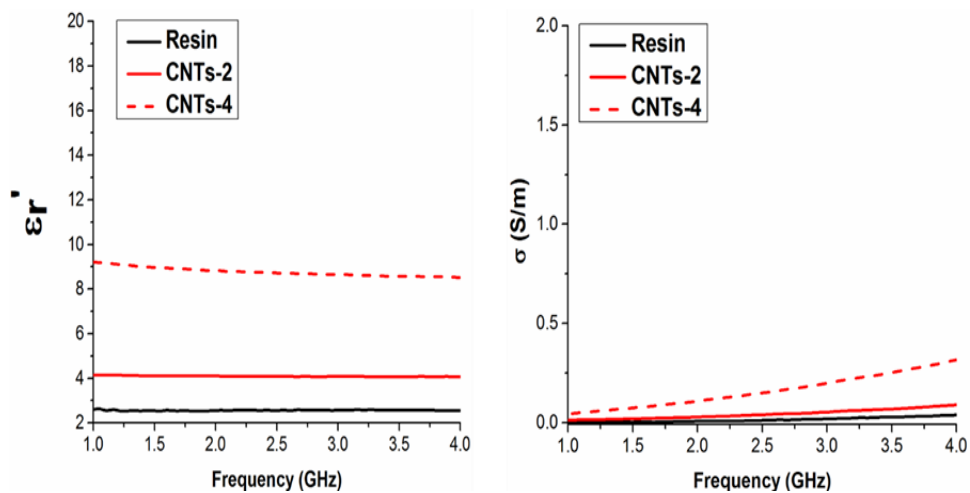 20
18
16
14
12
10
8
6
4
2
εr'
Resin
CNTs-2
CNTs-4
1.0 1.5 2.0 2.5 3.0 3.5 4.0
Frequency (GHz)
2.0
1.5
1.0
0.5
0.0
σ (S/m)
Resin
CNTs-2
CNTs-4
1.0 1.5 2.0 2.5 3.0 3.5 4.0
Frequency (GHz)